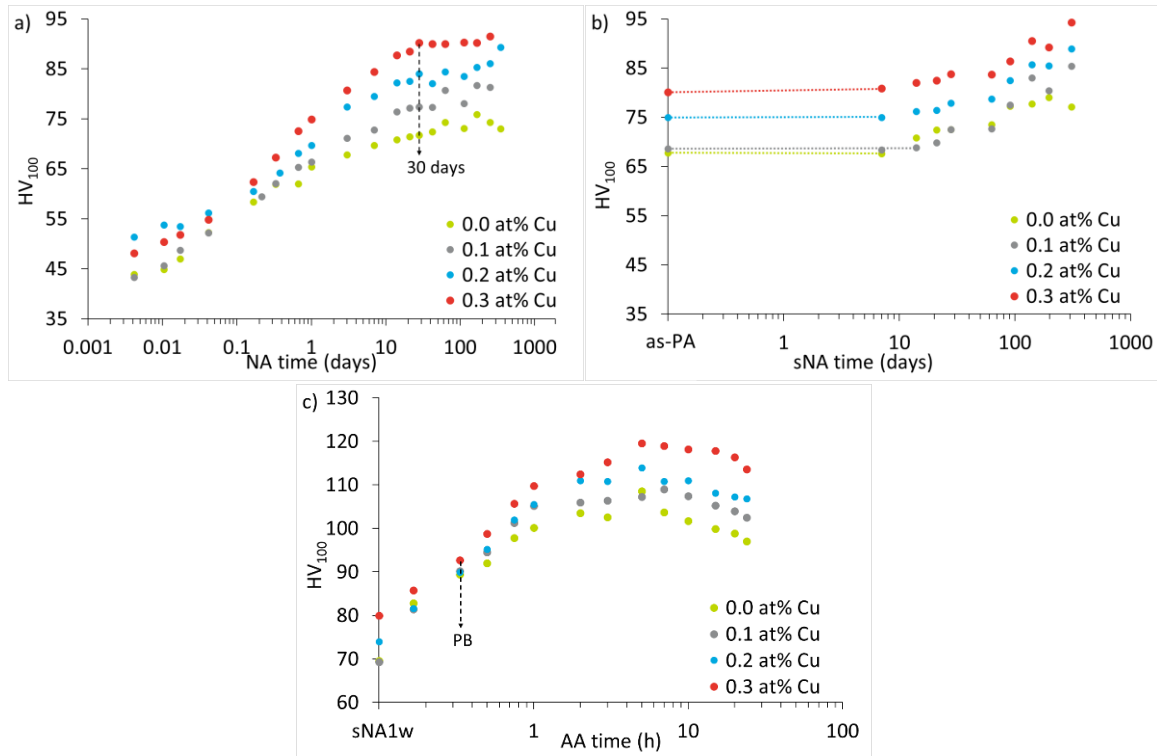 a)
95
85
75
65
55
45
35
HV100
0.001
0.01
0.1
1
10
100
1000
NA time (days)
30 days
0.0 at% Cu
0.1 at% Cu
0.2 at% Cu
0.3 at% Cu
b)
95
85
75
65
55
45
35
HV100
as-PA
1
10
100
1000
sNA time (days)
0.0 at% Cu
0.1 at% Cu
0.2 at% Cu
0.3 at% Cu
c)
130
120
110
100
90
80
70
60
HV100
PB
sNA1w
1
10
100
AA time (h)
0.0 at% Cu
0.1 at% Cu
0.2 at% Cu
0.3 at% Cu